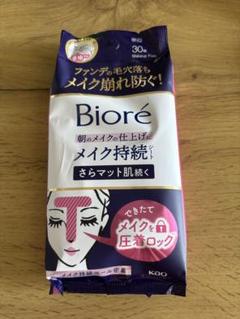 30枚
ファンデの毛穴落ち
メイク崩れ防ぐ!
Bioré
朝のメイクの仕上げに
メイク持続シート
さらマット肌続く
できたて
メイクを
圧着ロック
Kao